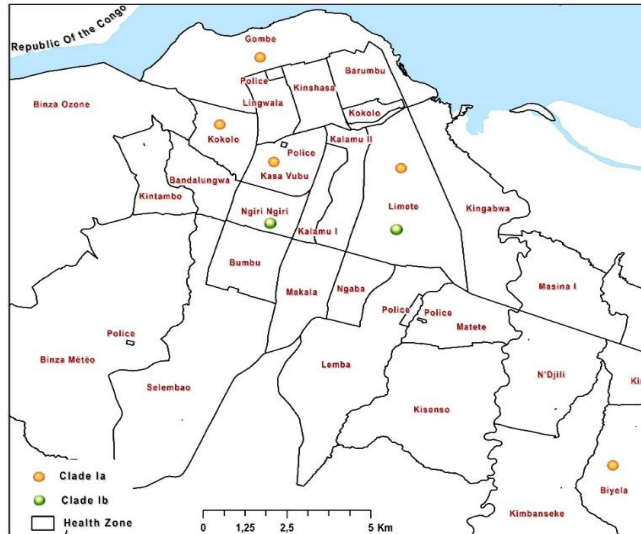 Republic Of the Congo
Gombe
Binza Ozone
Police
Lingwala
Kinshasa
Barumbu
Kokolo
Kokolo
Police
Kasa Vubu
Kalamu II
Limete
Kingabwa
Bandalungwa
Kintambo
Ngiri Ngiri
Kalamu I
Bumbu
Makala
Ngaba
Masina I
Police
Police
Matete
Police
Binza Météo
Selembao
Lemba
Kisenso
N'Djili
Ki
Biyela
Kimbanseke
Clade Ia
Clade Ib
Health Zone
0 1,25 2,5 5 Km